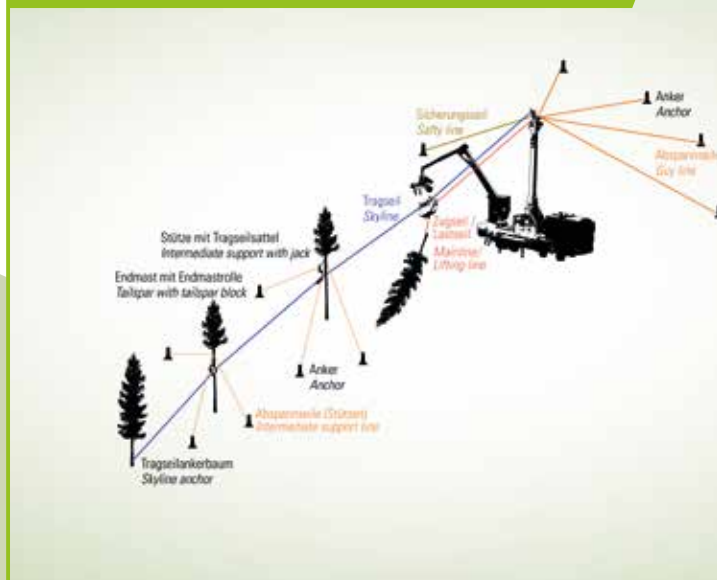 Anker
Anchor
Sicherungsseil
Safty line
Abspannseile
Guy line
Tragseil
Skyline
Zugseil /
Lastseil
Mainline/
Lifting line
Stütze mit Tragseilsattel
Intermediate support with jack
Endmast mit Endmastrolle
Tailspar with tailspar block
Anker
Anchor
Abspannseile (Stützen)
Intermediate support line
Tragseilankerbaum
Skyline anchor